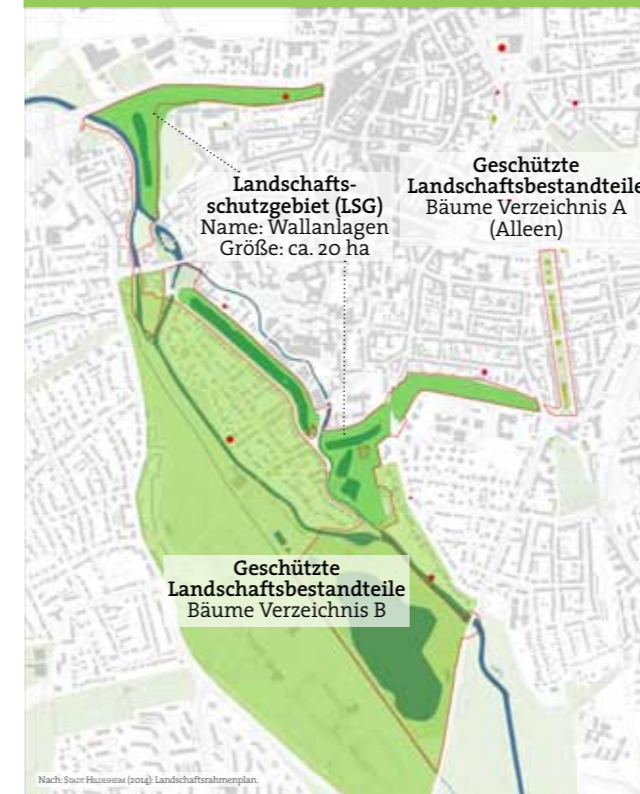 Landschafts-
schutzgebiet (LSG)
Name: Wallanlagen
Größe: ca. 20 ha
Geschützte
Landschaftsbestandteile
Bäume Verzeichnis A
(Alleen)
Geschützte
Landschaftsbestandteile
Bäume Verzeichnis B
Nach: Stadt Hildesheim (2014): Landschaftsrahmenplan.